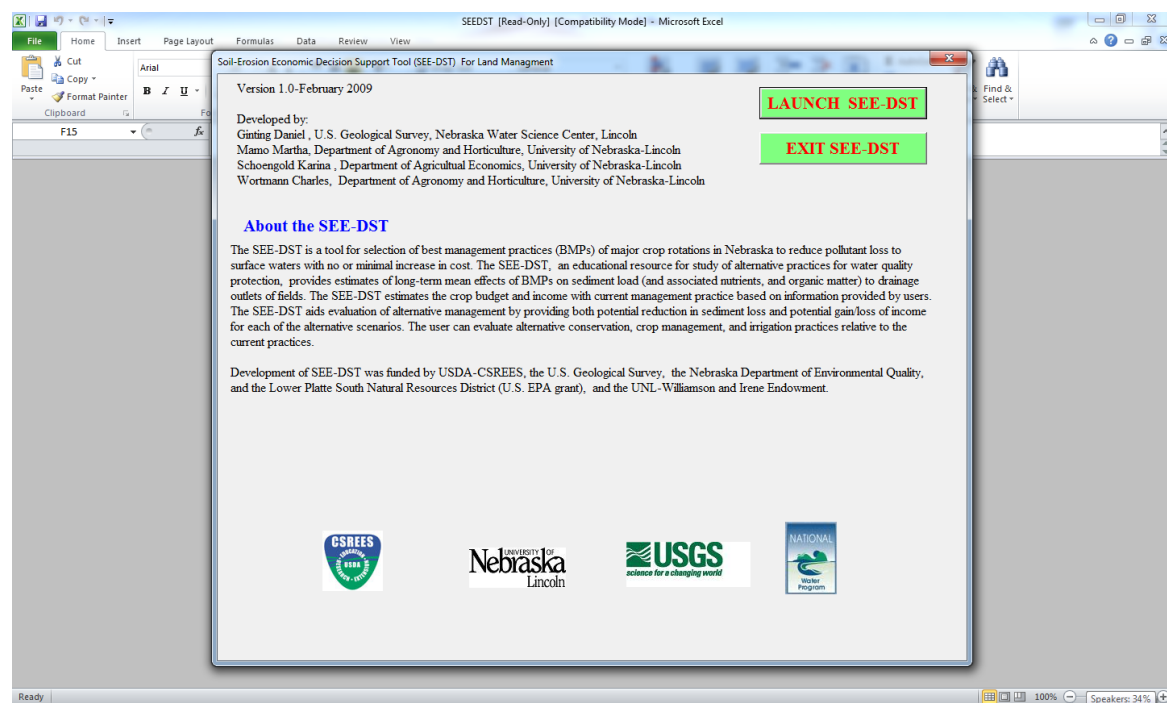 SEEDST [Read-Only] [Compatibility Mode] - Microsoft Excel
File Home Insert Page Layout Formulas Data Review View
Paste
Cut
Copy
Format Painter
Clipboard
Arial
B I U
Fo
Find &
Select
F15
fx
Soil-Erosion Economic Decision Support Tool (SEE-DST) For Land Managment
Version 1.0-February 2009
LAUNCH SEE-DST
EXIT SEE-DST
Developed by:
Ginting Daniel , U.S. Geological Survey, Nebraska Water Science Center, Lincoln
Mamo Martha, Department of Agronomy and Horticulture, University of Nebraska-Lincoln
Schoengold Karina , Department of Agricultual Economics, University of Nebraska-Lincoln
Wortmann Charles, Department of Agronomy and Horticulture, University of Nebraska-Lincoln
About the SEE-DST
The SEE-DST is a tool for selection of best management practices (BMPs) of major crop rotations in Nebraska to reduce pollutant loss to
surface waters with no or minimal increase in cost. The SEE-DST, an educational resource for study of alternative practices for water quality
protection, provides estimates of long-term mean effects of BMPs on sediment load (and associated nutrients, and organic matter) to drainage
outlets of fields. The SEE-DST estimates the crop budget and income with current management practice based on information provided by users.
The SEE-DST aids evaluation of alternative management by providing both potential reduction in sediment loss and potential gain/loss of income
for each of the alternative scenarios. The user can evaluate alternative conservation, crop management, and irrigation practices relative to the
current practices.
Development of SEE-DST was funded by USDA-CSREES, the U.S. Geological Survey, the Nebraska Department of Environmental Quality,
and the Lower Platte South Natural Resources District (U.S. EPA grant), and the UNL-Williamson and Irene Endowment.
CSREES
USDA
UNIVERSITY OF
Nebraska
Lincoln
USGS
science for a changing world
NATIONAL
Water
Program
Ready
100%
Speakers: 34%